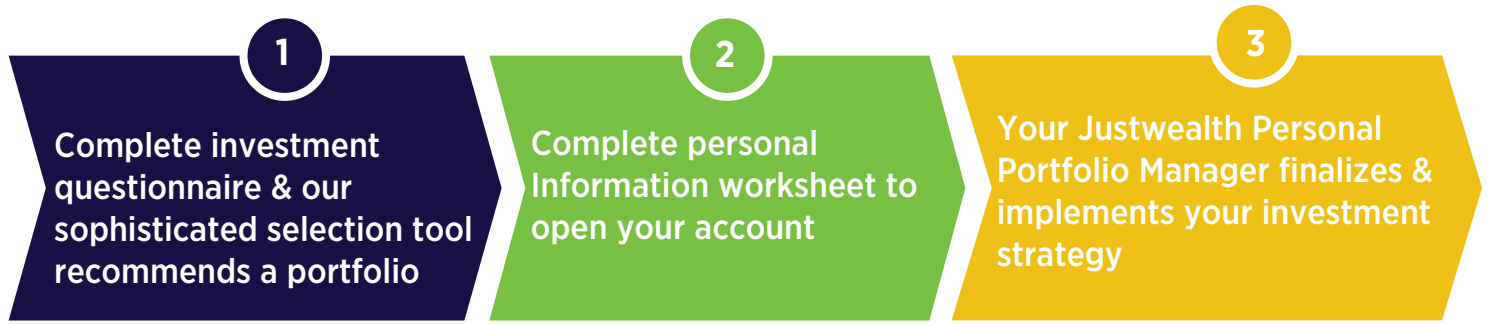 1
Complete investment
questionnaire & our
sophisticated selection tool
recommends a portfolio
2
Complete personal
Information worksheet to
open your account
3
Your Justwealth Personal
Portfolio Manager finalizes &
implements your investment
strategy